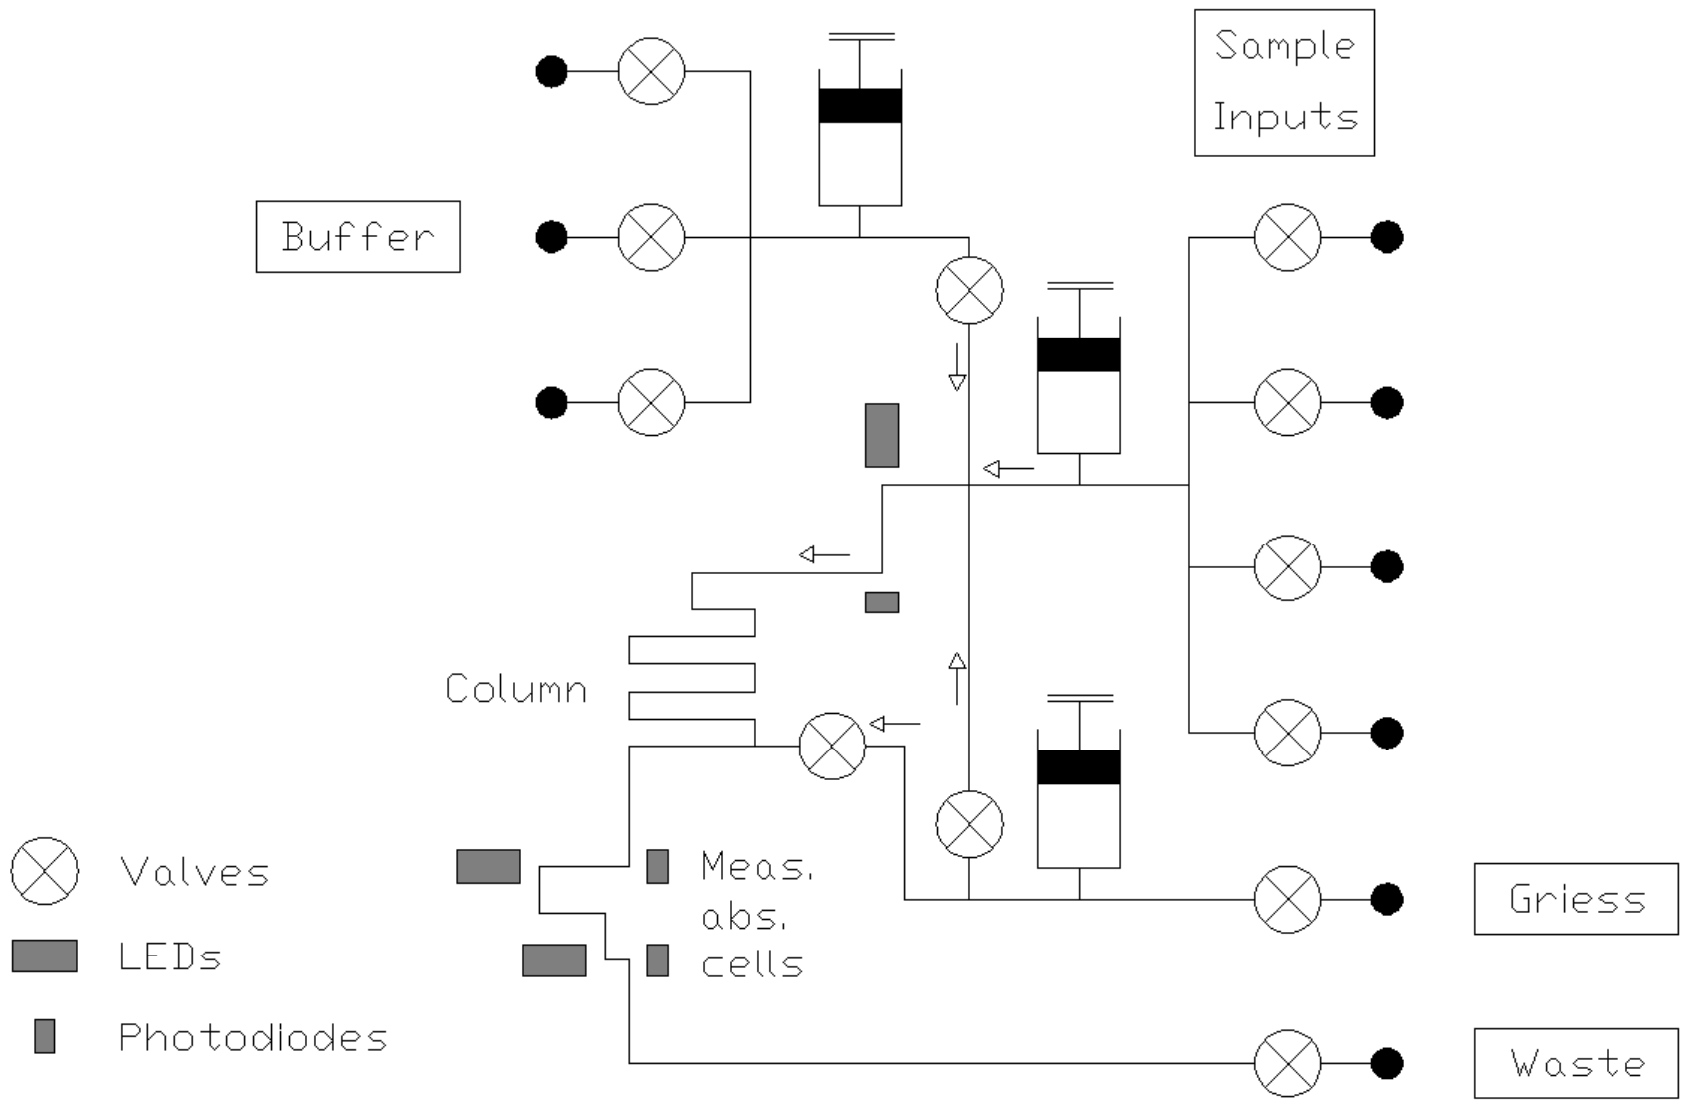 Sample
Inputs
Buffer
Column
Valves
LEDs
Photodiodes
Meas.
abs.
cells
Griess
Waste